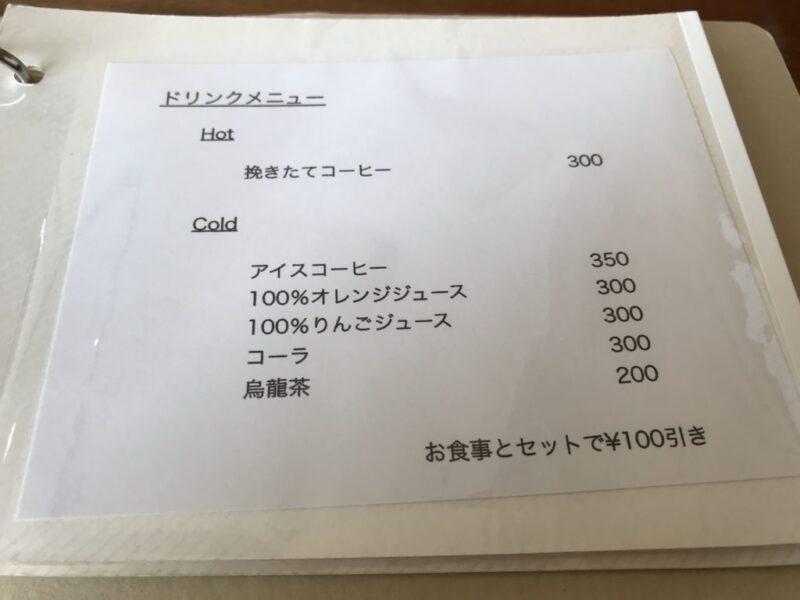 ドリンクメニュー
Hot
挽きたてコーヒー 300
Cold
アイスコーヒー 350
100%オレンジジュース 300
100%りんごジュース 300
コーラ 300
烏龍茶 200
お食事とセットで¥100引き